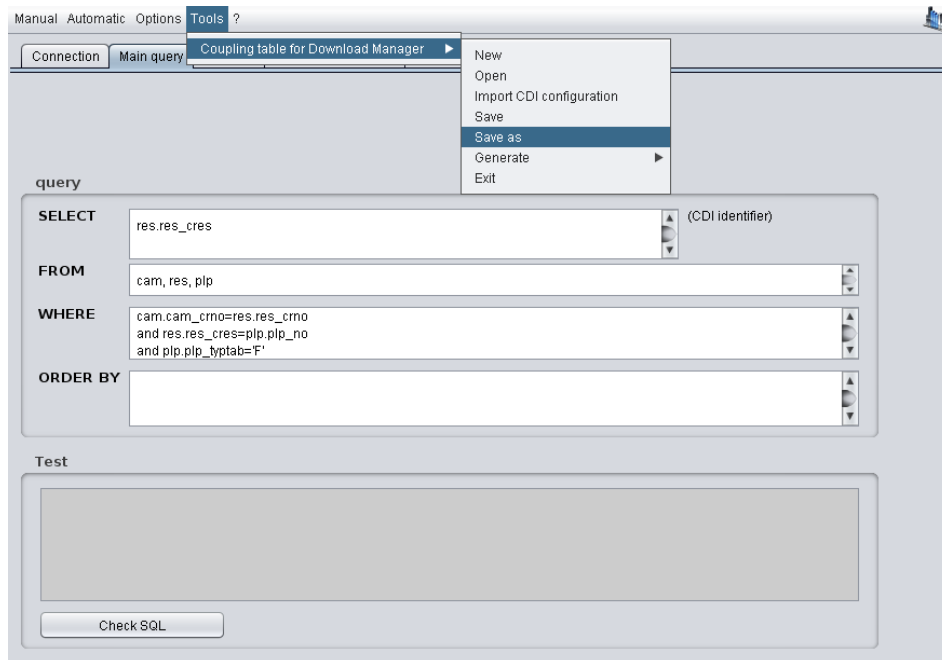 Manual Automatic Options Tools ?
Connection Main query Coupling table for Download Manager
New
Open
Import CDI configuration
Save
Save as
Generate
Exit
query
SELECT res.res_cres (CDI identifier)
FROM cam, res, plp
WHERE cam.cam_crno=res.res_crno
and res.res_cres=plp.plp_no
and plp.plp_typtab='F'
ORDER BY
Test
Check SQL